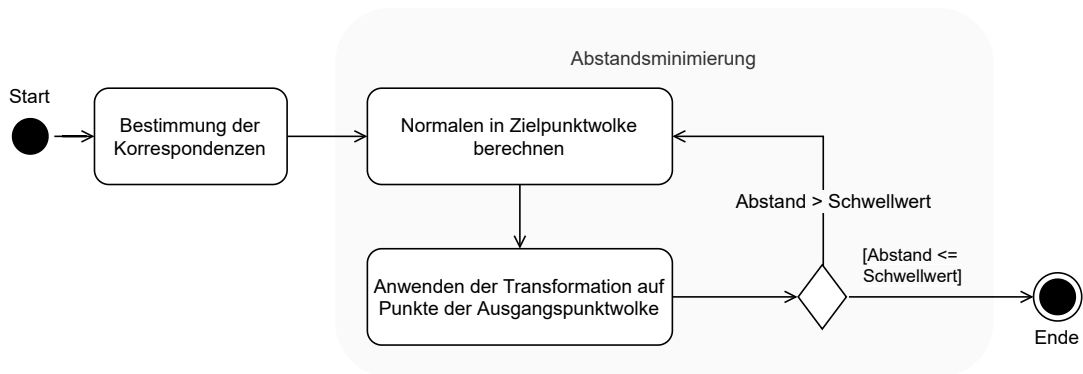 Abstandsminimierung
Start
Bestimmung der
Korrespondenzen
Normalen in Zielpunktwolke
berechnen
Abstand > Schwellwert
Anwenden der Transformation auf
Punkte der Ausgangspunktwolke
[Abstand <=
Schwellwert]
Ende